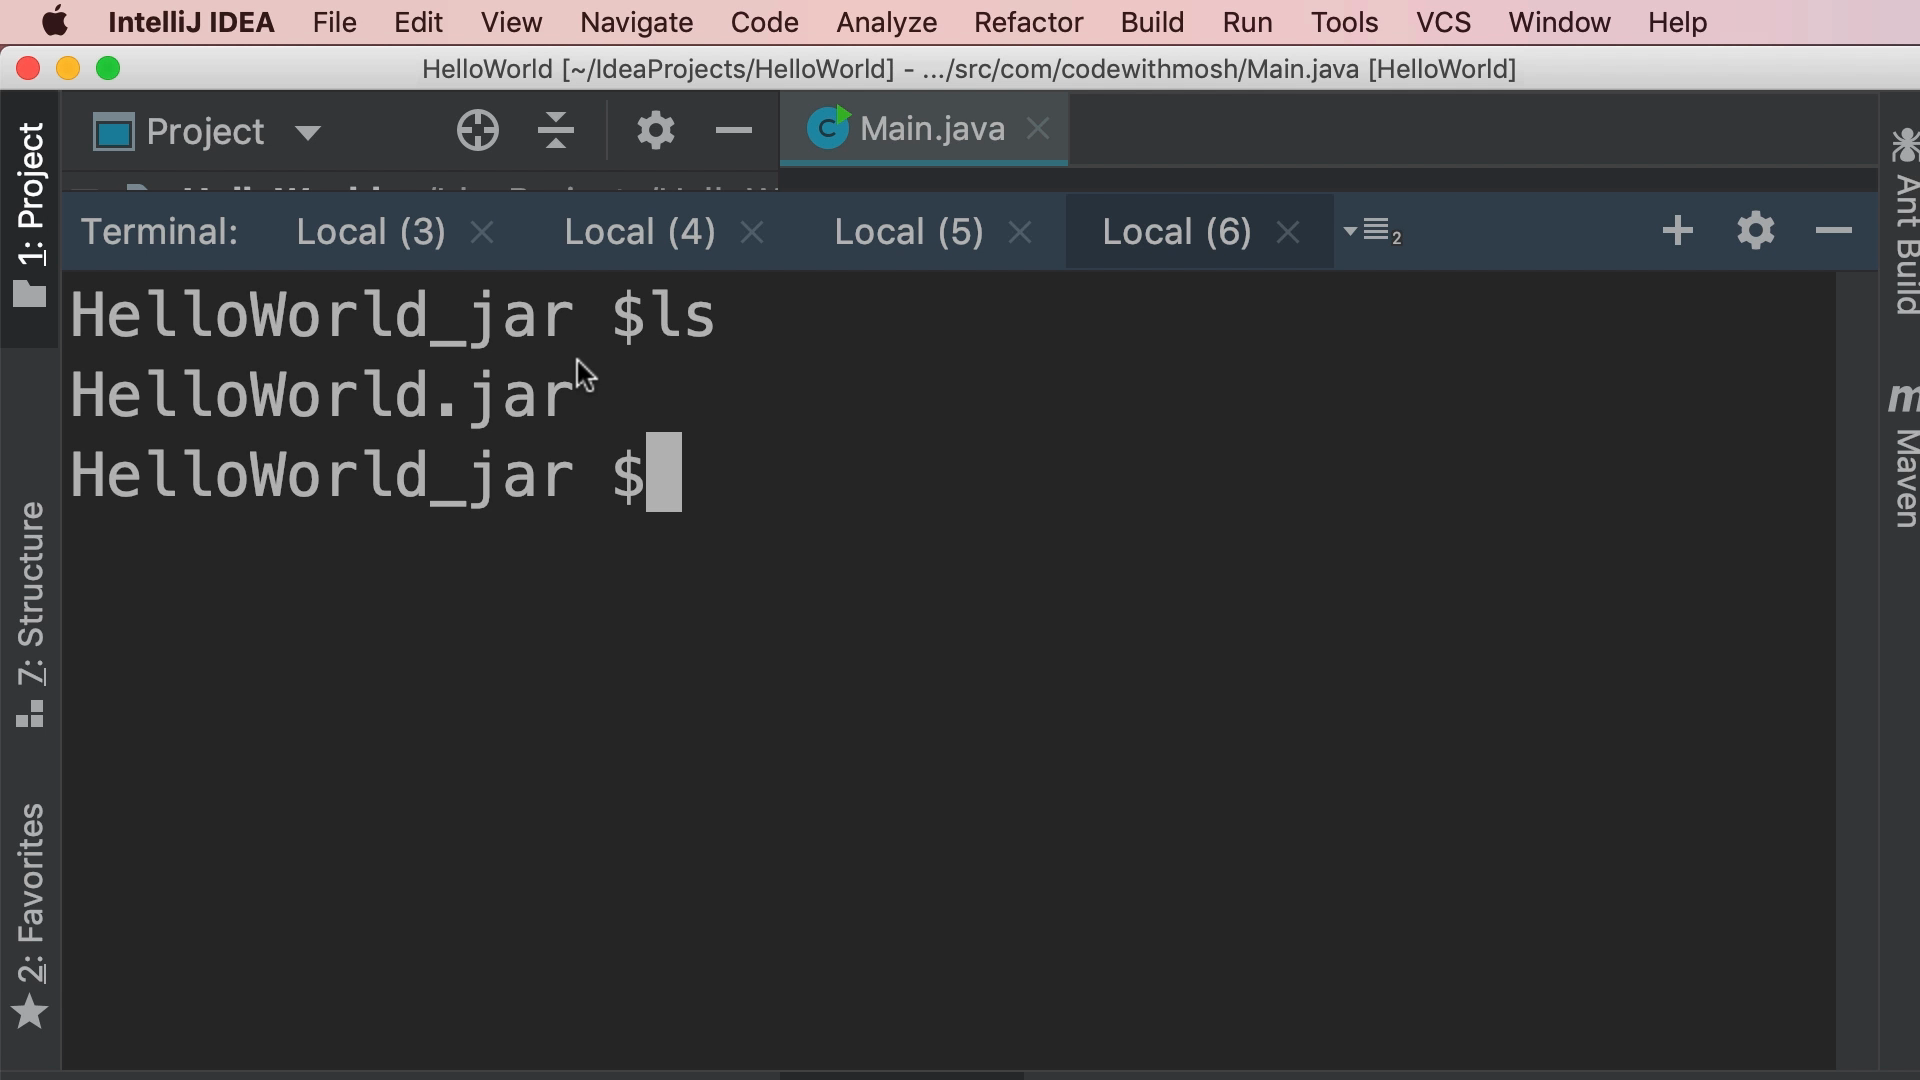 IntelliJ IDEA File Edit View Navigate Code Analyze Refactor Build Run Tools VCS Window Help
HelloWorld [~/IdeaProjects/HelloWorld] - .../src/com/codewithmosh/Main.java [HelloWorld]
Project
Main.java
Terminal: Local (3) Local (4) Local (5) Local (6) 2
HelloWorld_jar $ls
HelloWorld.jar
HelloWorld_jar $
1: Project
7: Structure
2: Favorites
Ant Build
m
Maven